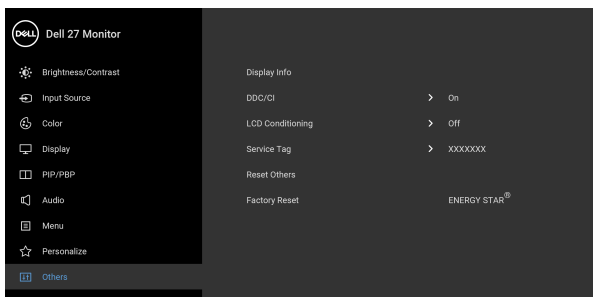 DELL Dell 27 Monitor
Brightness/Contrast Display Info
Input Source DDC/CI On
Color LCD Conditioning Off
Display Service Tag XXXXXXX
PIP/PBP Reset Others
Audio Factory Reset ENERGY STAR®
Menu
Personalize
Others